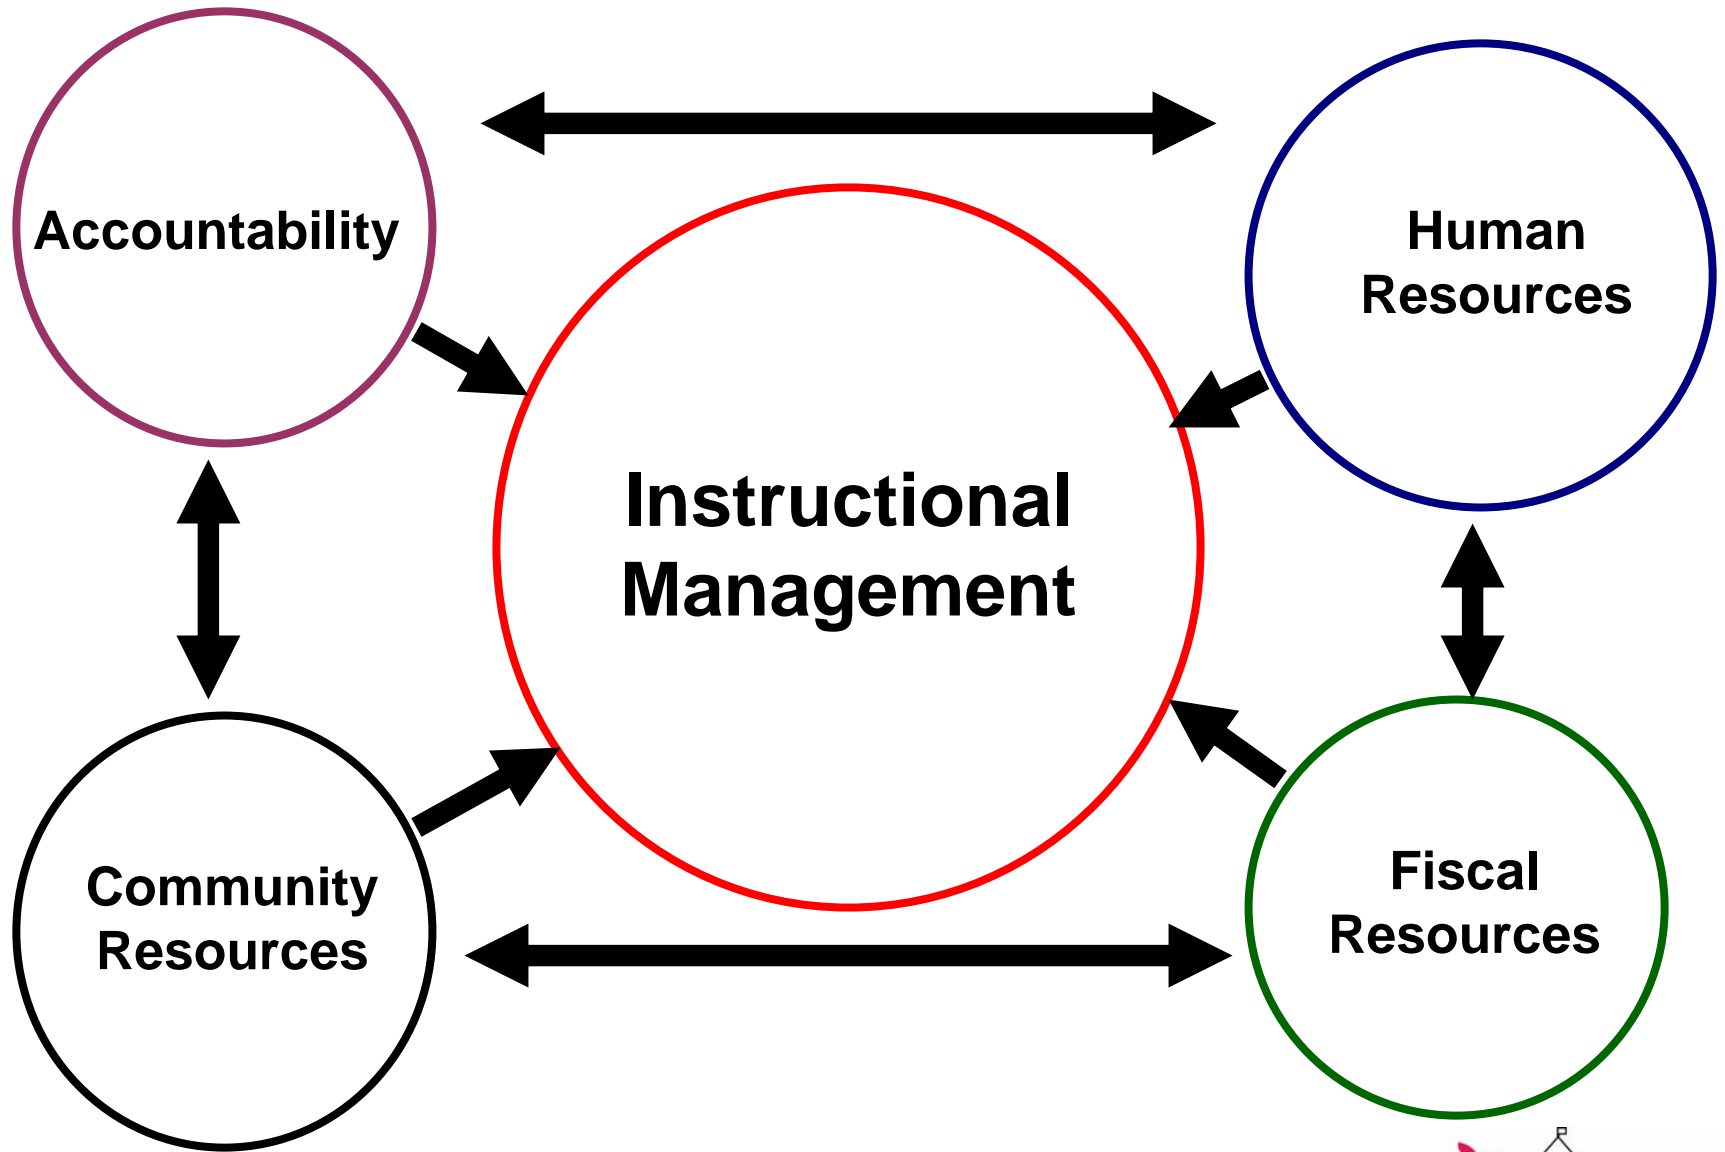 Accountability
Human
Resources
Instructional
Management
Community
Resources
Fiscal
Resources